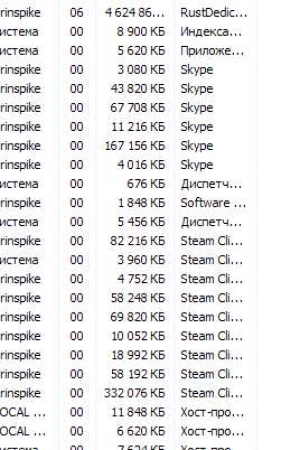 rinspike 06 4 624 86... RustDedic...
истема 00 8 900 КБ Индекса...
истема 00 5 620 КБ Приложе...
rinspike 00 3 080 КБ Skype
rinspike 00 43 820 КБ Skype
rinspike 00 67 708 КБ Skype
rinspike 00 11 216 КБ Skype
rinspike 00 167 156 КБ Skype
rinspike 00 4 016 КБ Skype
истема 00 676 КБ Диспетч...
rinspike 00 1 848 КБ Software ...
истема 00 5 456 КБ Диспетч...
rinspike 00 82 216 КБ Steam Cli...
истема 00 3 960 КБ Steam Cli...
rinspike 00 4 752 КБ Steam Cli...
rinspike 00 58 248 КБ Steam Cli...
rinspike 00 69 820 КБ Steam Cli...
rinspike 00 10 052 КБ Steam Cli...
rinspike 00 18 992 КБ Steam Cli...
rinspike 00 58 192 КБ Steam Cli...
rinspike 00 332 076 КБ Steam Cli...
OCAL ... 00 11 848 КБ Хост-про...
OCAL ... 00 6 620 КБ Хост-про...
истема 00 7 624 КБ Хост-про...